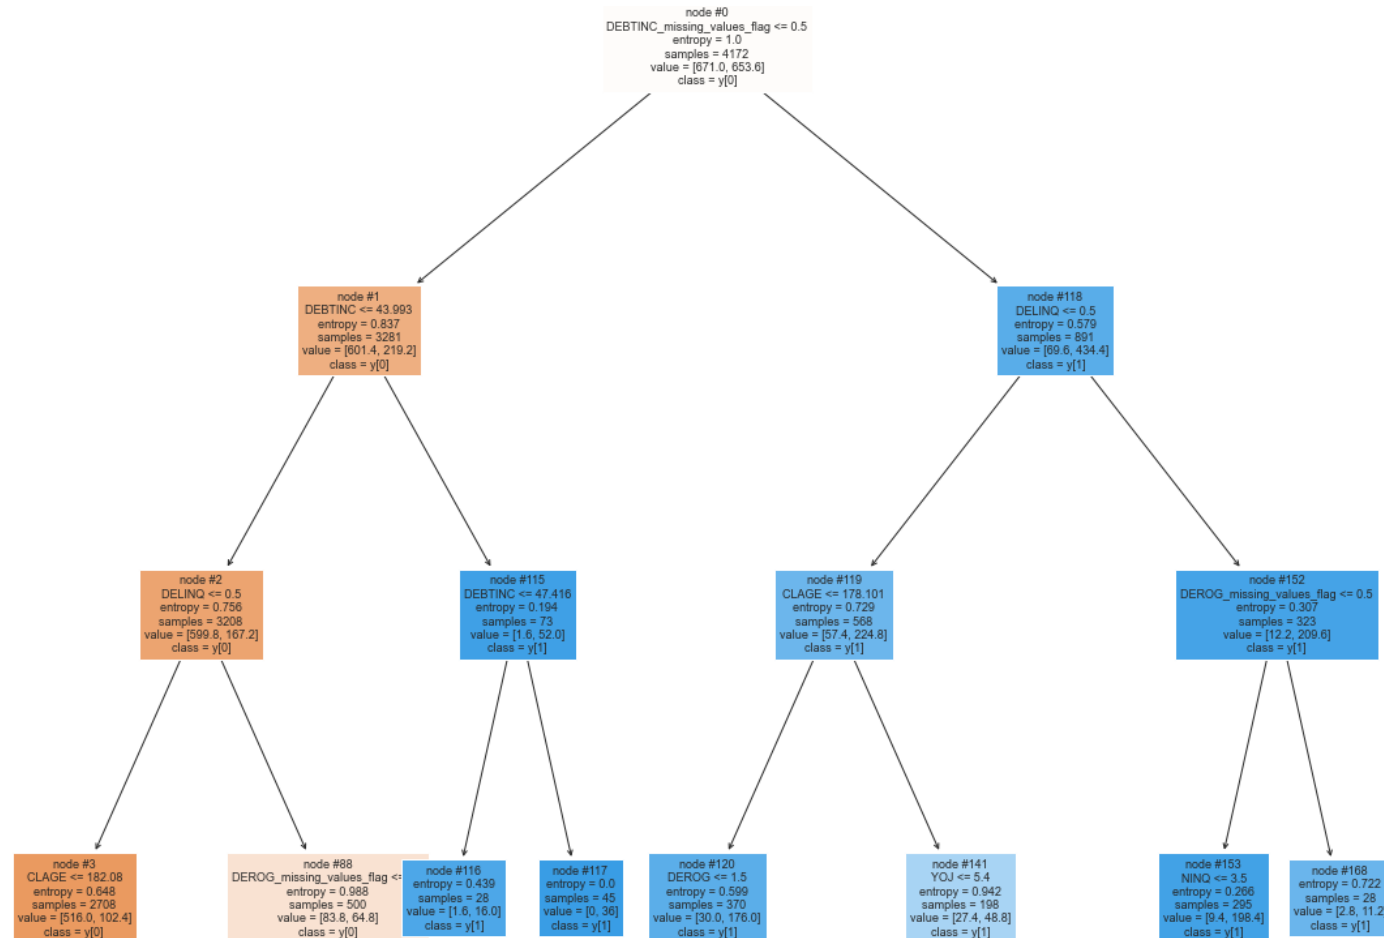 node #0
DEBTINC_missing_values_flag <= 0.5
entropy = 1.0
samples = 4172
value = [671.0, 653.6]
class = y[0]
node #1
DEBTINC <= 43.993
entropy = 0.837
samples = 3281
value = [601.4, 219.2]
class = y[0]
node #118
DELINQ <= 0.5
entropy = 0.579
samples = 891
value = [69.6, 434.4]
class = y[1]
node #2
DELINQ <= 0.5
entropy = 0.756
samples = 3208
value = [599.8, 167.2]
class = y[0]
node #115
DEBTINC <= 47.416
entropy = 0.194
samples = 73
value = [1.6, 52.0]
class = y[1]
node #119
CLAGE <= 178.101
entropy = 0.729
samples = 568
value = [57.4, 224.8]
class = y[1]
node #152
DEROG_missing_values_flag <= 0.5
entropy = 0.307
samples = 323
value = [12.2, 209.6]
class = y[1]
node #3
CLAGE <= 182.08
entropy = 0.648
samples = 2708
value = [516.0, 102.4]
class = y[0]
node #88
DEROG_missing_values_flag <=
entropy = 0.988
samples = 500
value = [83.8, 64.8]
class = y[0]
node #116
entropy = 0.439
samples = 28
value = [1.6, 16.0]
class = y[1]
node #117
entropy = 0.0
samples = 45
value = [0, 36]
class = y[1]
node #120
DEROG <= 1.5
entropy = 0.599
samples = 370
value = [30.0, 176.0]
class = y[1]
node #141
YOJ <= 5.4
entropy = 0.942
samples = 198
value = [27.4, 48.8]
class = y[1]
node #153
NINQ <= 3.5
entropy = 0.266
samples = 295
value = [9.4, 198.4]
class = y[1]
node #168
entropy = 0.722
samples = 28
value = [2.8, 11.2
class = y[1]